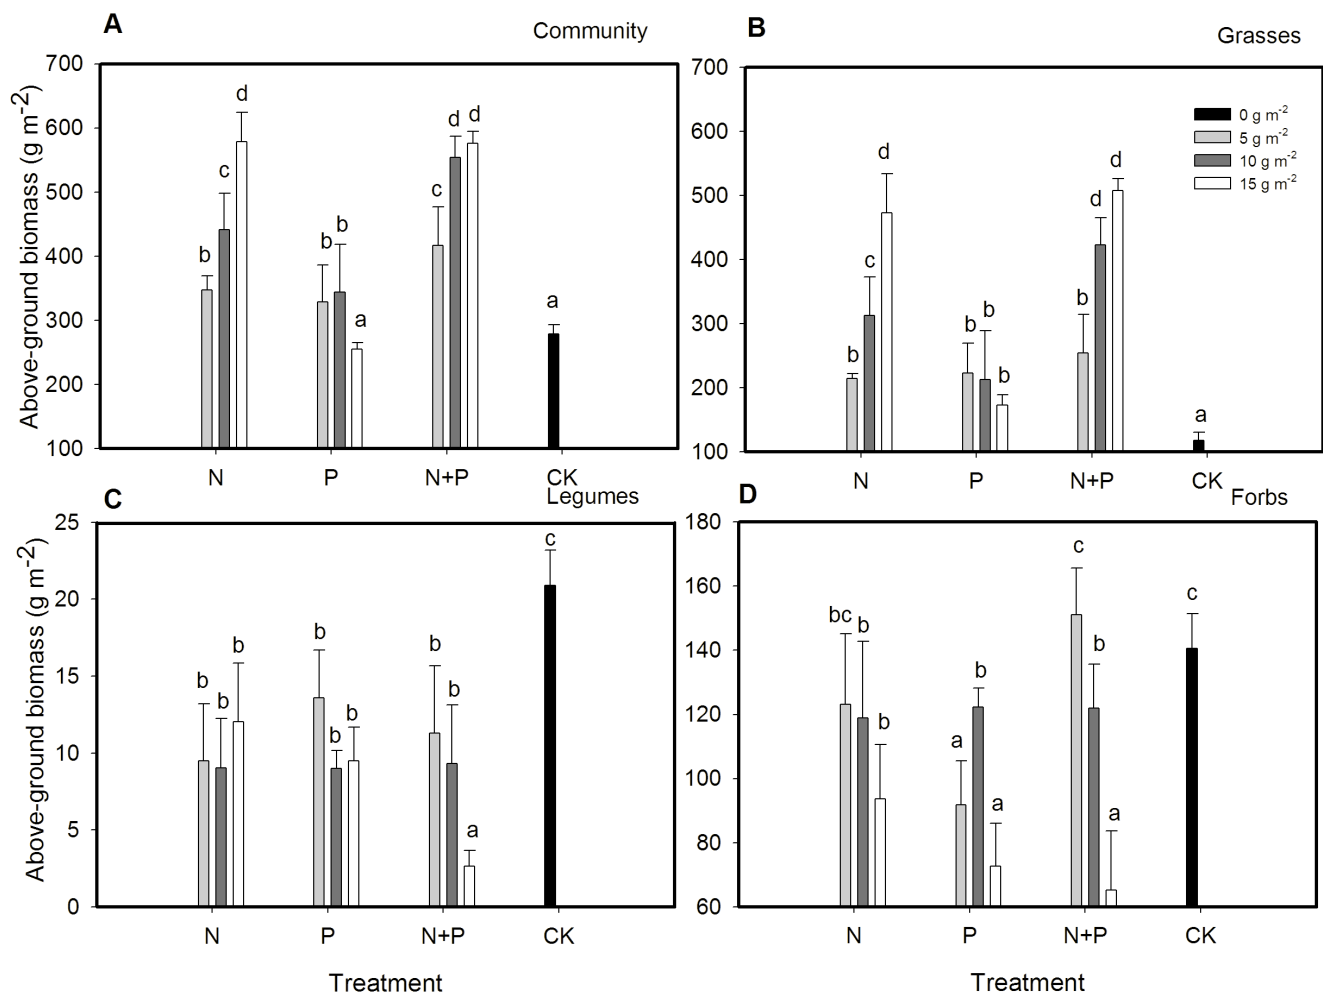 A
Community
Above-ground biomass (g m-2)
700
600
500
400
300
200
100
b
c
d
b
b
a
c
d
d
a
N
P
N+P
CK
B
Grasses
700
600
500
400
300
200
100
0 g m-2
5 g m-2
10 g m-2
15 g m-2
b
c
d
b
b
b
b
d
d
a
N
P
N+P
CK
C
Legumes
Above-ground biomass (g m-2)
25
20
15
10
5
0
b
b
b
b
b
b
b
b
a
c
N
P
N+P
CK
Treatment
D
Forbs
180
160
140
120
100
80
60
bc
b
b
a
b
a
c
b
a
c
N
P
N+P
CK
Treatment